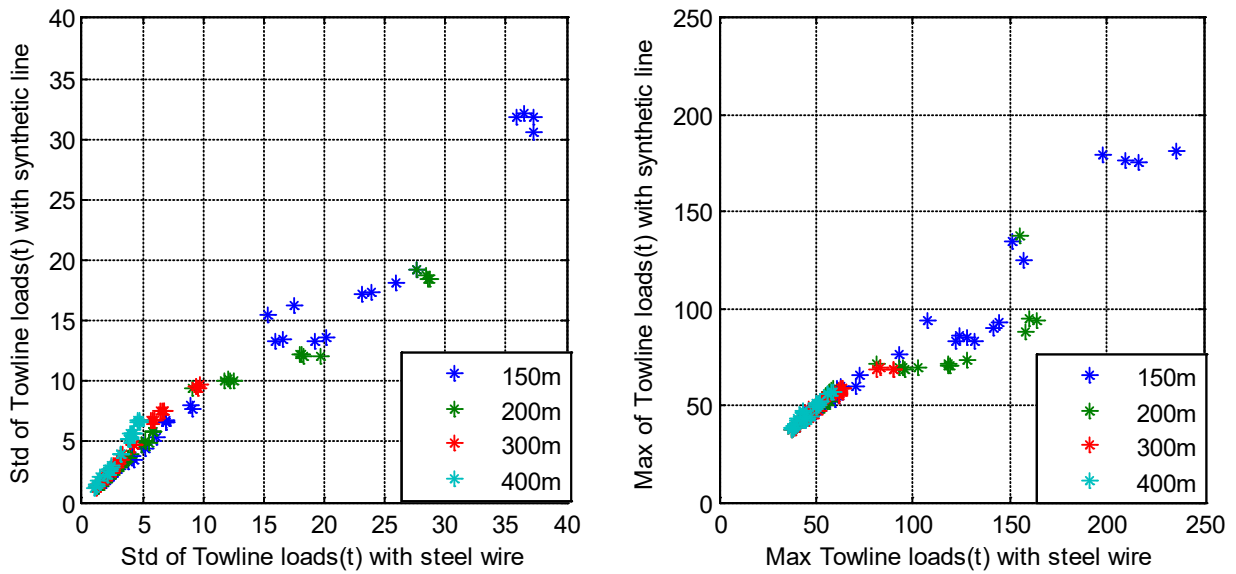 Std of Towline loads(t) with synthetic line
40
35
30
25
20
15
10
5
0
0 5 10 15 20 25 30 35 40
Std of Towline loads(t) with steel wire
150m
200m
300m
400m
Max of Towline loads(t) with synthetic line
250
200
150
100
50
0
0 50 100 150 200 250
Max Towline loads(t) with steel wire
150m
200m
300m
400m